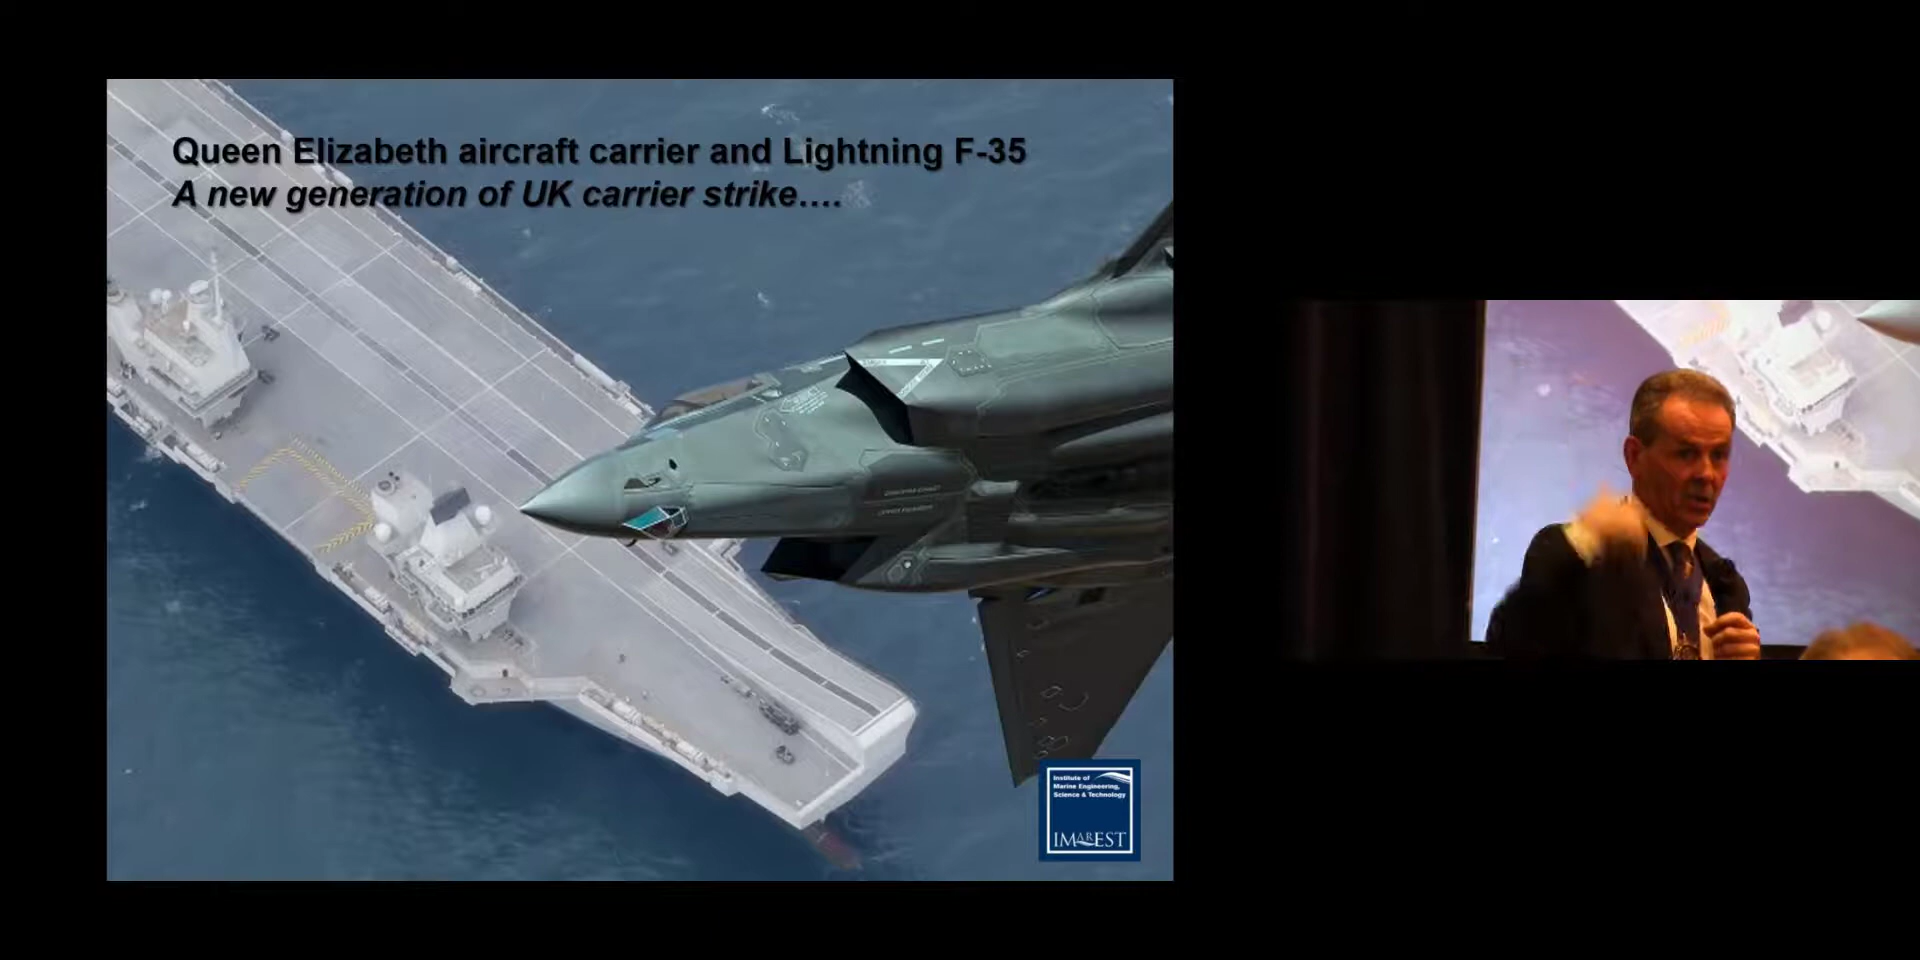 Queen Elizabeth aircraft carrier and Lightning F-35
A new generation of UK carrier strike....
Institute of
Marine Engineering,
Science & Technology
IMarEST